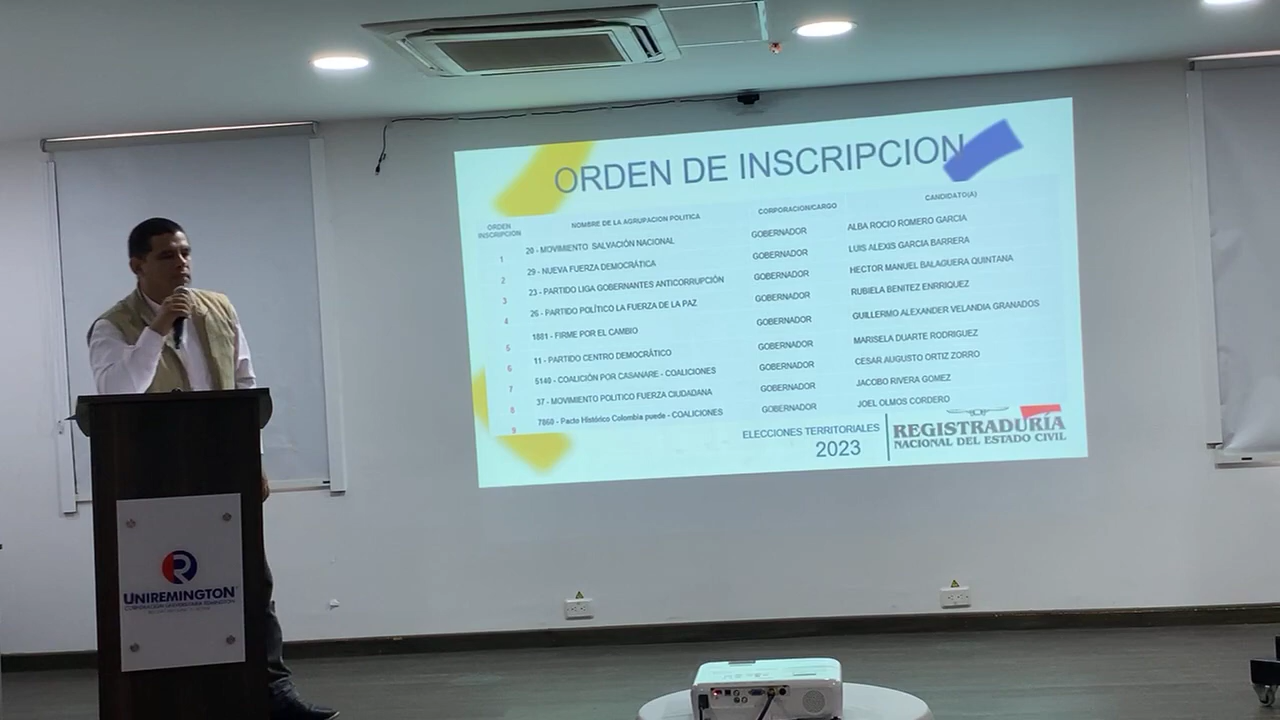 ORDEN DE INSCRIPCION
ORDEN INSCRIPCION NOMBRE DE LA AGRUPACION POLITICA CORPORACION/CARGO CANDIDATO(A)
1 20 - MOVIMIENTO SALVACIÓN NACIONAL GOBERNADOR ALBA ROCIO ROMERO GARCIA
2 29 - NUEVA FUERZA DEMOCRÁTICA GOBERNADOR LUIS ALEXIS GARCIA BARRERA
3 23 - PARTIDO LIGA GOBERNANTES ANTICORRUPCIÓN GOBERNADOR HECTOR MANUEL BALAGUERA QUINTANA
4 26 - PARTIDO POLÍTICO LA FUERZA DE LA PAZ GOBERNADOR RUBIELA BENITEZ ENRRIQUEZ
5 1881 - FIRME POR EL CAMBIO GOBERNADOR GUILLERMO ALEXANDER VELANDIA GRANADOS
6 11 - PARTIDO CENTRO DEMOCRÁTICO GOBERNADOR MARISELA DUARTE RODRIGUEZ
7 5140 - COALICIÓN POR CASANARE - COALICIONES GOBERNADOR CESAR AUGUSTO ORTIZ ZORRO
8 37 - MOVIMIENTO POLITICO FUERZA CIUDADANA GOBERNADOR JACOBO RIVERA GOMEZ
9 7860 - Pacto Histórico Colombia puede - COALICIONES GOBERNADOR JOEL OLMOS CORDERO
ELECCIONES TERRITORIALES
2023
REGISTRADURÍA
NACIONAL DEL ESTADO CIVIL
UNIREMINGTON
CORPORACIÓN UNIVERSITARIA REMINGTON